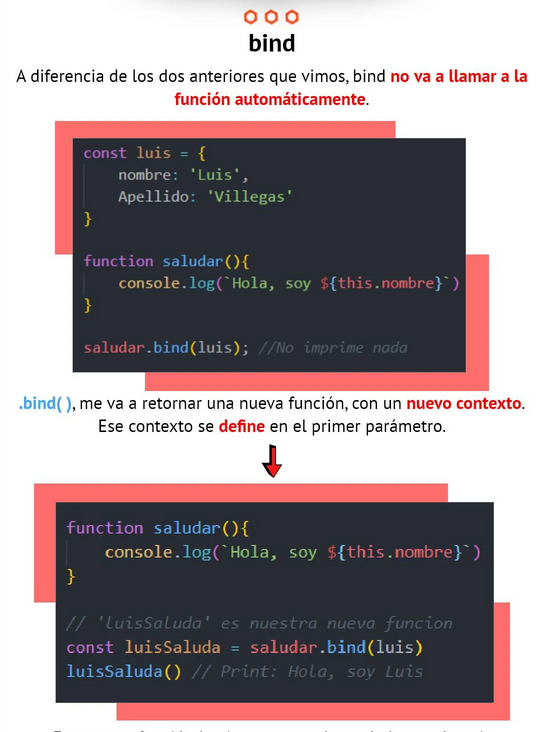 bind
A diferencia de los dos anteriores que vimos, bind no va a llamar a la
función automáticamente.
const luis = {
    nombre: 'Luis',
    Apellido: 'Villegas'
}
function saludar(){
    console.log(`Hola, soy ${this.nombre}`)
}
saludar.bind(luis); //No imprime nada
.bind( ), me va a retornar una nueva función, con un nuevo contexto.
Ese contexto se define en el primer parámetro.
function saludar(){
    console.log(`Hola, soy ${this.nombre}`)
}
// 'luisSaluda' es nuestra nueva funcion
const luisSaluda = saludar.bind(luis)
luisSaluda() // Print: Hola, soy Luis